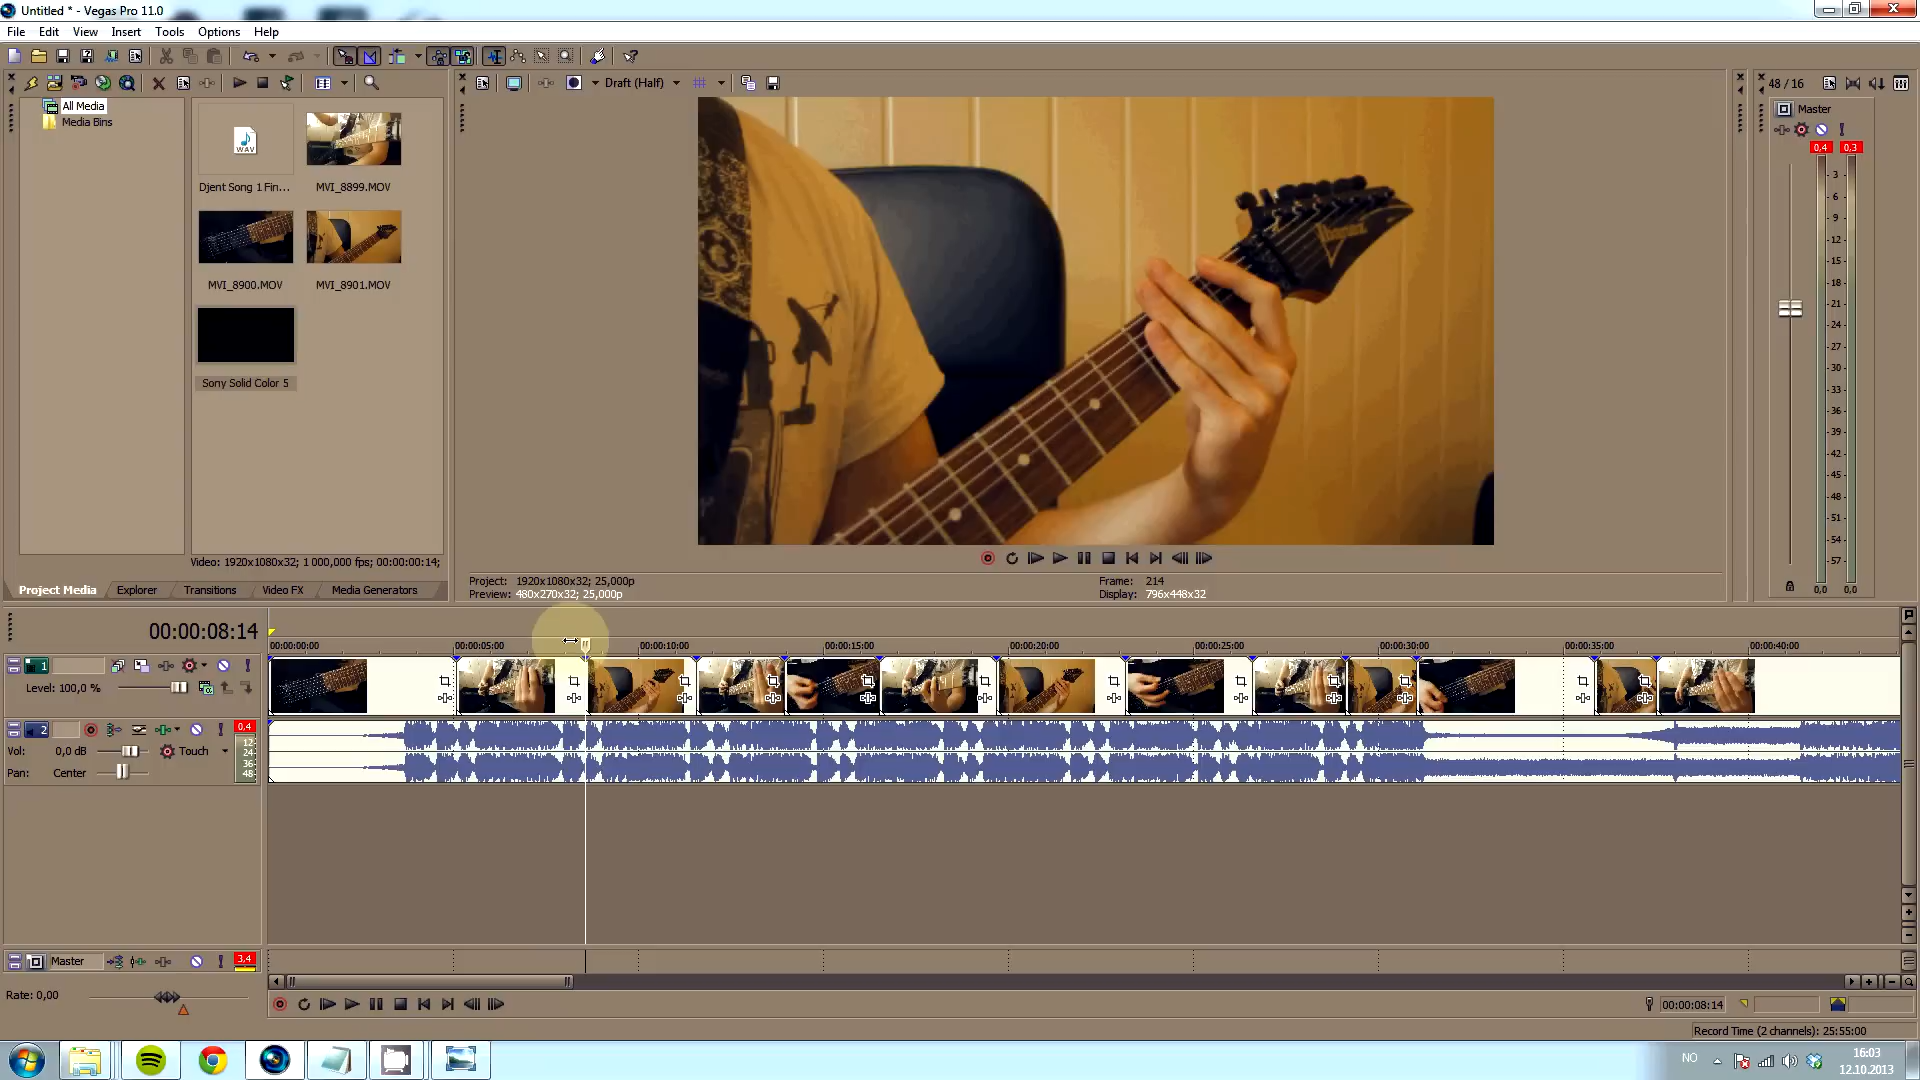 Untitled * - Vegas Pro 11.0
File Edit View Insert Tools Options Help
All Media
Media Bins
WAV
Djent Song 1 Fin...
MVI_8899.MOV
MVI_8900.MOV
MVI_8901.MOV
Sony Solid Color 5
Video: 1920x1080x32; 1 000,000 fps; 00:00:00:14;
Project Media Explorer Transitions Video FX Media Generators
Draft (Half)
Ibanez
Project: 1920x1080x32; 25,000p
Preview: 480x270x32; 25,000p
Frame: 214
Display: 796x448x32
48 / 16
Master
0,4 0,3
3
6
9
12
15
18
21
24
27
30
33
36
39
42
45
48
51
54
57
0,0 0,0
00:00:08:14
00:00:00:00 00:00:05:00 00:00:10:00 00:00:15:00 00:00:20:00 00:00:25:00 00:00:30:00 00:00:35:00 00:00:40:00
1
Level: 100,0 %
2
0,4
Vol: 0,0 dB Touch
Pan: Center
12
24
36
48
Master 3,4
Rate: 0,00
00:00:08:14
Record Time (2 channels): 25:55:00
NO
16:03
12.10.2013